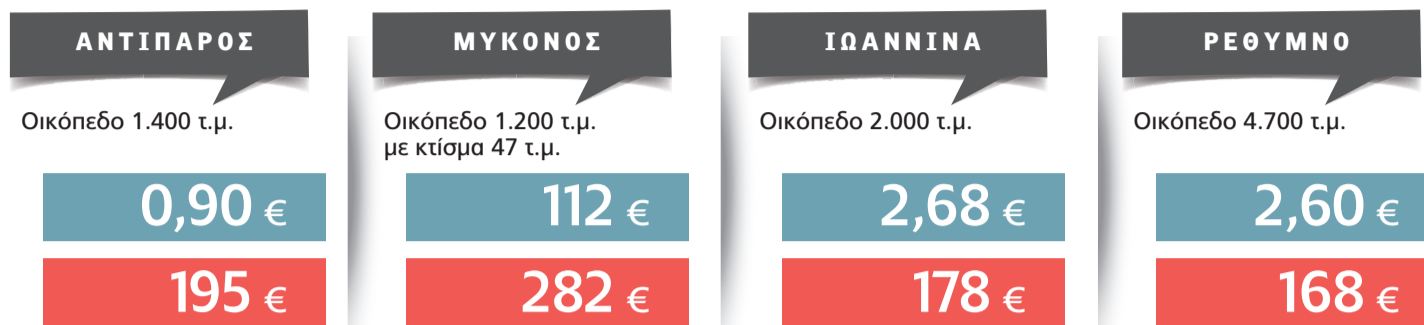 ΑΝΤΙΠΑΡΟΣ
Οικόπεδο 1.400 τ.μ.
0,90 €
195 €
ΜΥΚΟΝΟΣ
Οικόπεδο 1.200 τ.μ.
με κτίσμα 47 τ.μ.
112 €
282 €
ΙΩΑΝΝΙΝΑ
Οικόπεδο 2.000 τ.μ.
2,68 €
178 €
ΡΕΘΥΜΝΟ
Οικόπεδο 4.700 τ.μ.
2,60 €
168 €